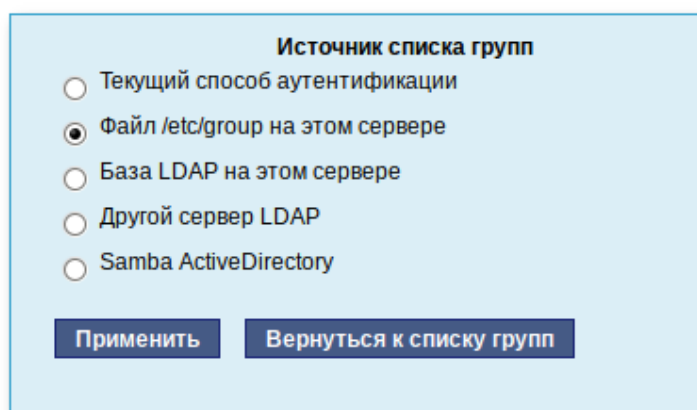 Источник списка групп
Текущий способ аутентификации
Файл /etc/group на этом сервере
База LDAP на этом сервере
Другой сервер LDAP
Samba ActiveDirectory
Применить
Вернуться к списку групп